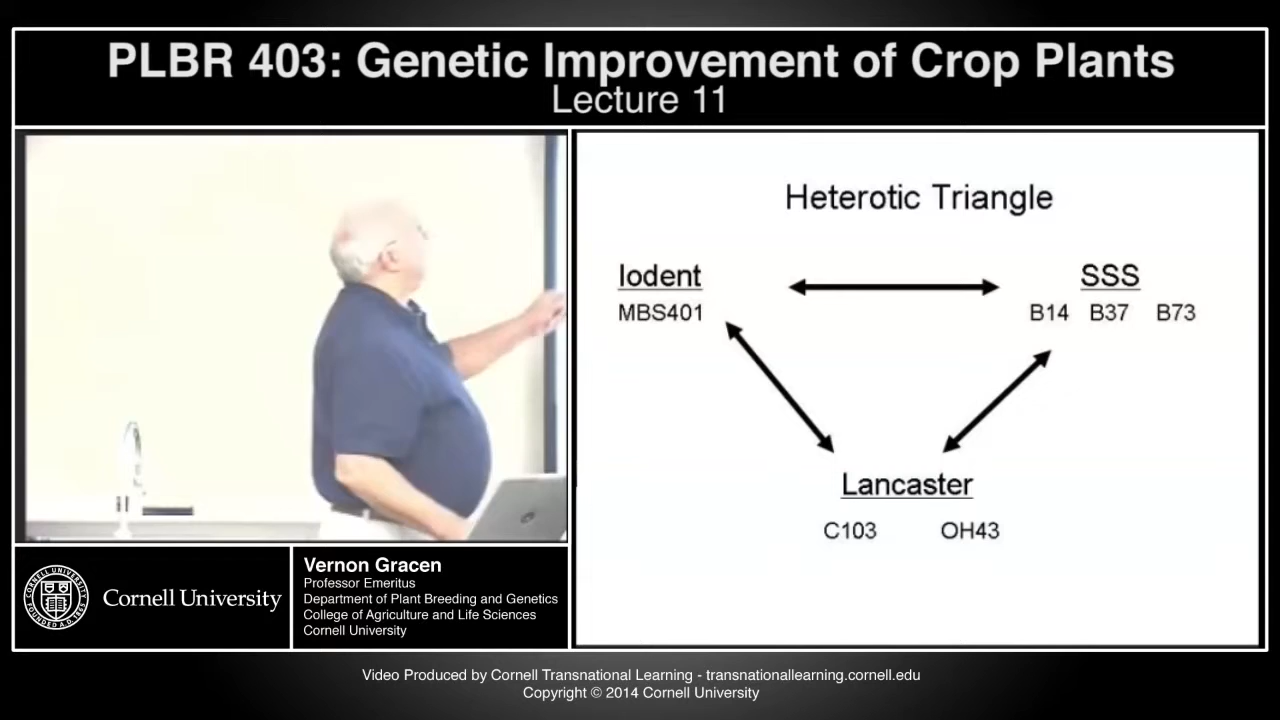 PLBR 403: Genetic Improvement of Crop Plants
Lecture 11
Heterotic Triangle
Iodent
SSS
MBS401
B14 B37 B73
Lancaster
C103 OH43
Cornell University
Vernon Gracen
Professor Emeritus
Department of Plant Breeding and Genetics
College of Agriculture and Life Sciences
Cornell University
Video Produced by Cornell Transnational Learning - transnationallearning.cornell.edu
Copyright © 2014 Cornell University